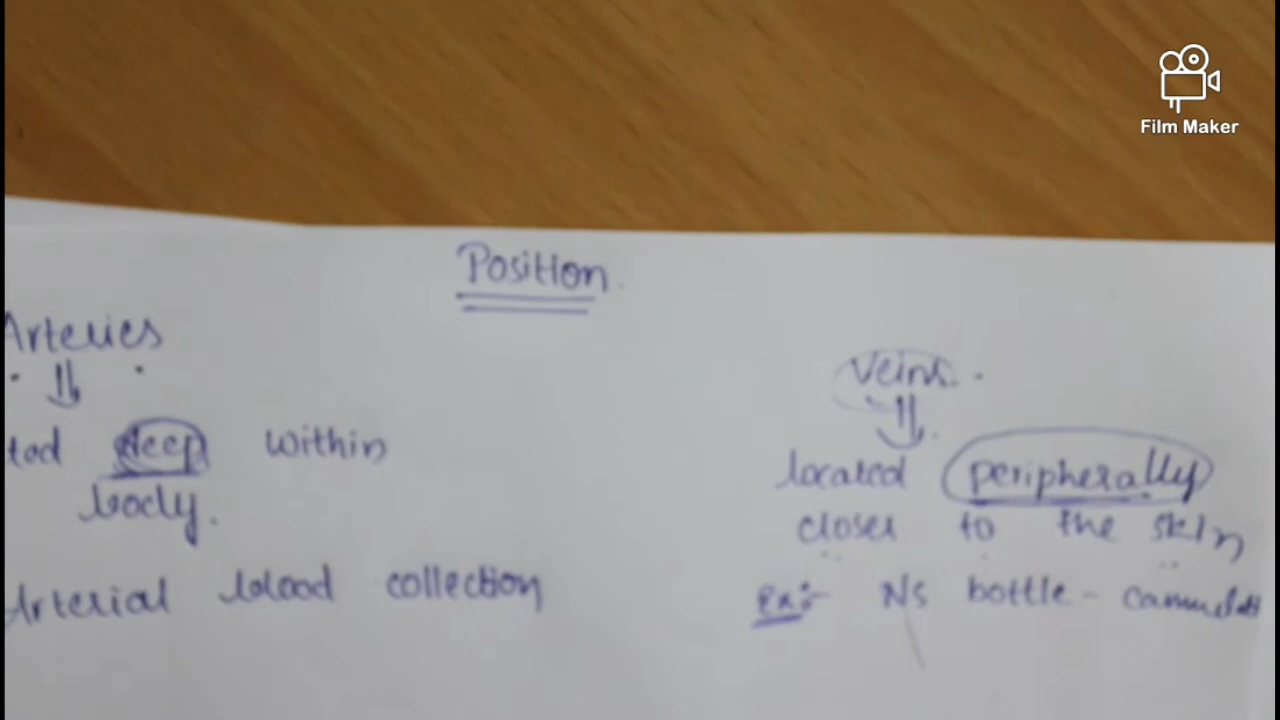 Film Maker
Position.
Arteries
deep within
body.
Arterial blood collection
Veins.
located peripherally
closer to the skin
Ex:- NS bottle -